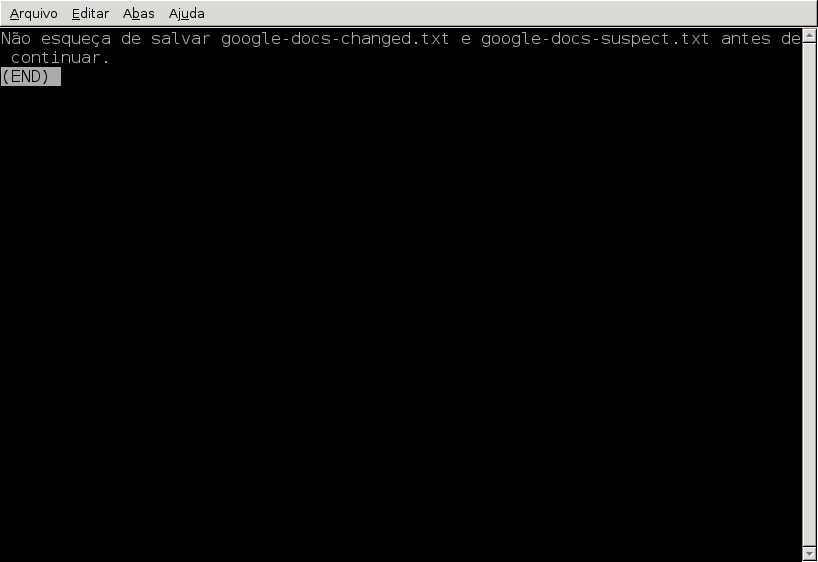 Arquivo Editar Abas Ajuda
Não esqueça de salvar google-docs-changed.txt e google-docs-suspect.txt antes de
continuar.
(END)